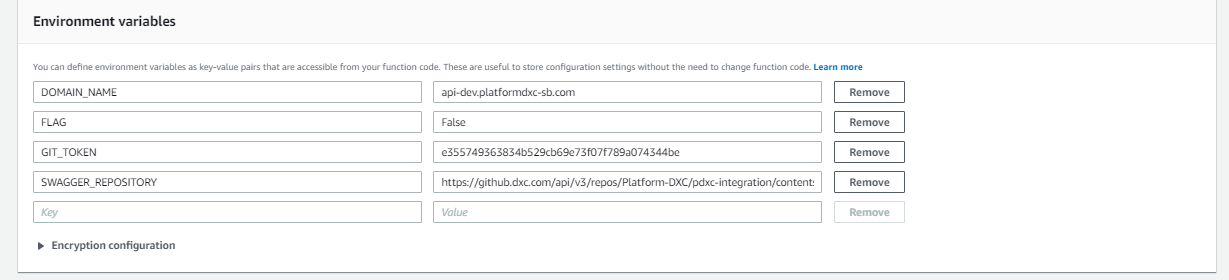 Environment variables
You can define environment variables as key-value pairs that are accessible from your function code. These are useful to store configuration settings without the need to change function code. Learn more
DOMAIN_NAME api-dev.platformdxc-sb.com Remove
FLAG False Remove
GIT_TOKEN e355749363834b529cb69e73f07f789a074344be Remove
SWAGGER_REPOSITORY https://github.dxc.com/api/v3/repos/Platform-DXC/pdxc-integration/content: Remove
Key Value Remove
Encryption configuration